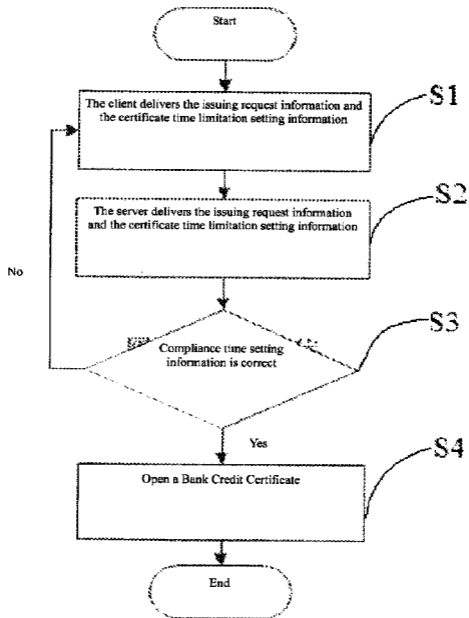 Start
The client delivers the issuing request information and
the certificate time limitation setting information
S1
The server delivers the issuing request information
and the certificate time limitation setting information
S2
No
Compliance time setting
information is correct
S3
Yes
Open a Bank Credit Certificate
S4
End